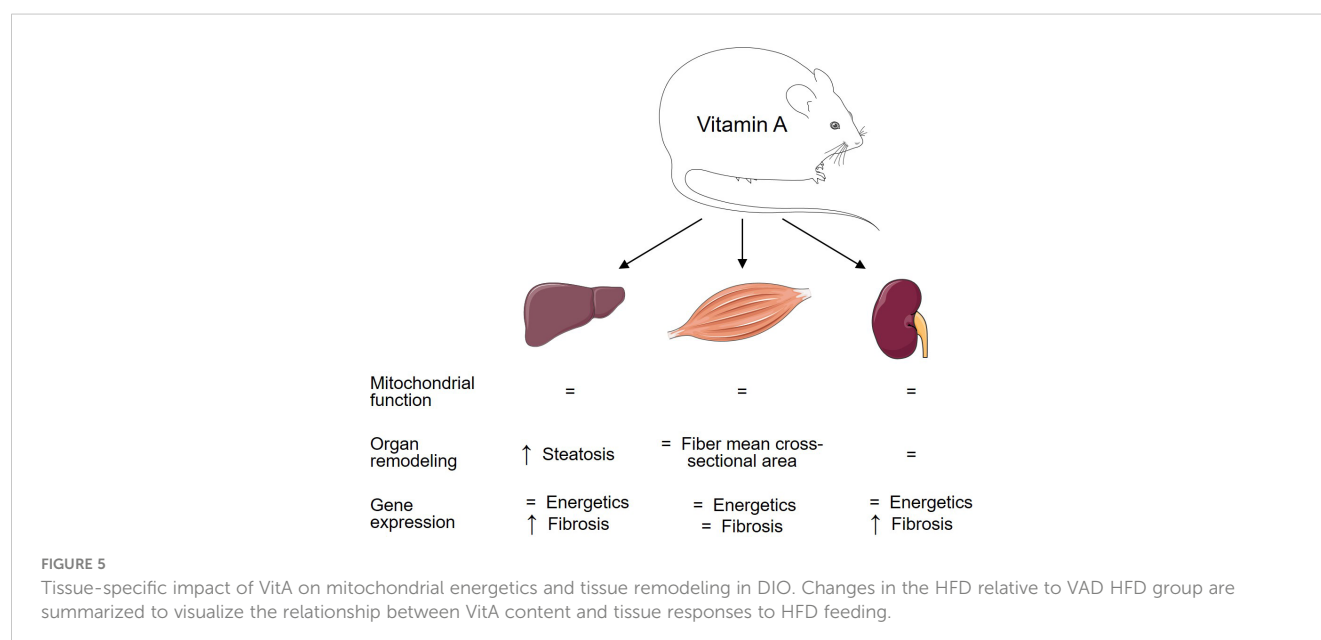 Vitamin A
Mitochondrial
function
=
=
=
Organ
remodeling
↑ Steatosis
= Fiber mean cross-
sectional area
=
Gene
expression
= Energetics
↑ Fibrosis
= Energetics
= Fibrosis
= Energetics
↑ Fibrosis
FIGURE 5
Tissue-specific impact of VitA on mitochondrial energetics and tissue remodeling in DIO. Changes in the HFD relative to VAD HFD group are
summarized to visualize the relationship between VitA content and tissue responses to HFD feeding.